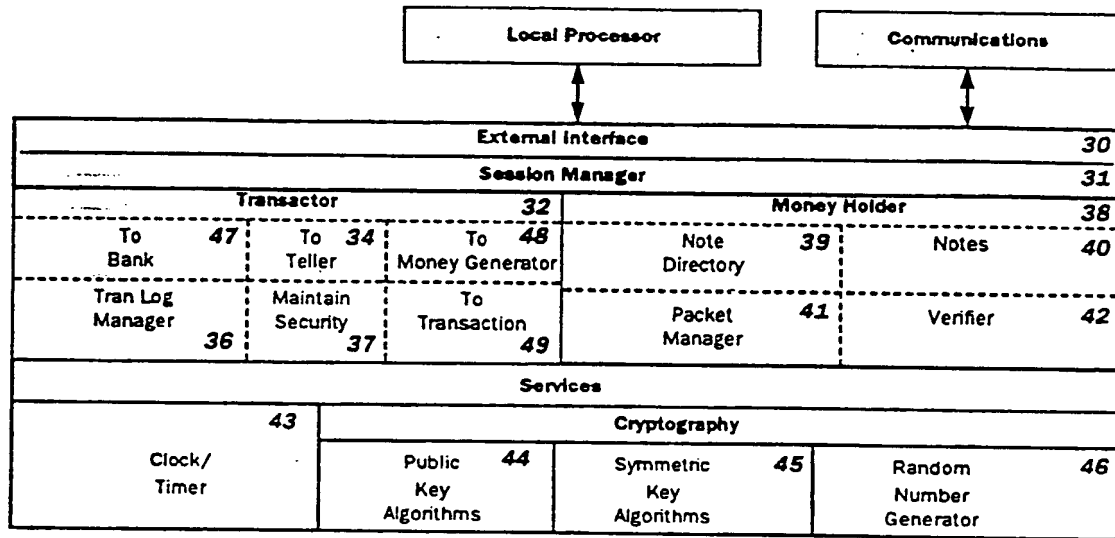 Local Processor
Communications
External Interface 30
Session Manager 31
Transactor 32
Money Holder 38
To Bank 47
To Teller 34
To Money Generator 48
Note Directory 39
Notes 40
Tran Log Manager 36
Maintain Security 37
To Transaction 49
Packet Manager 41
Verifier 42
Services
43
Clock/
Timer
Cryptography
Public 44
Key
Algorithms
Symmetric 45
Key
Algorithms
Random 46
Number
Generator